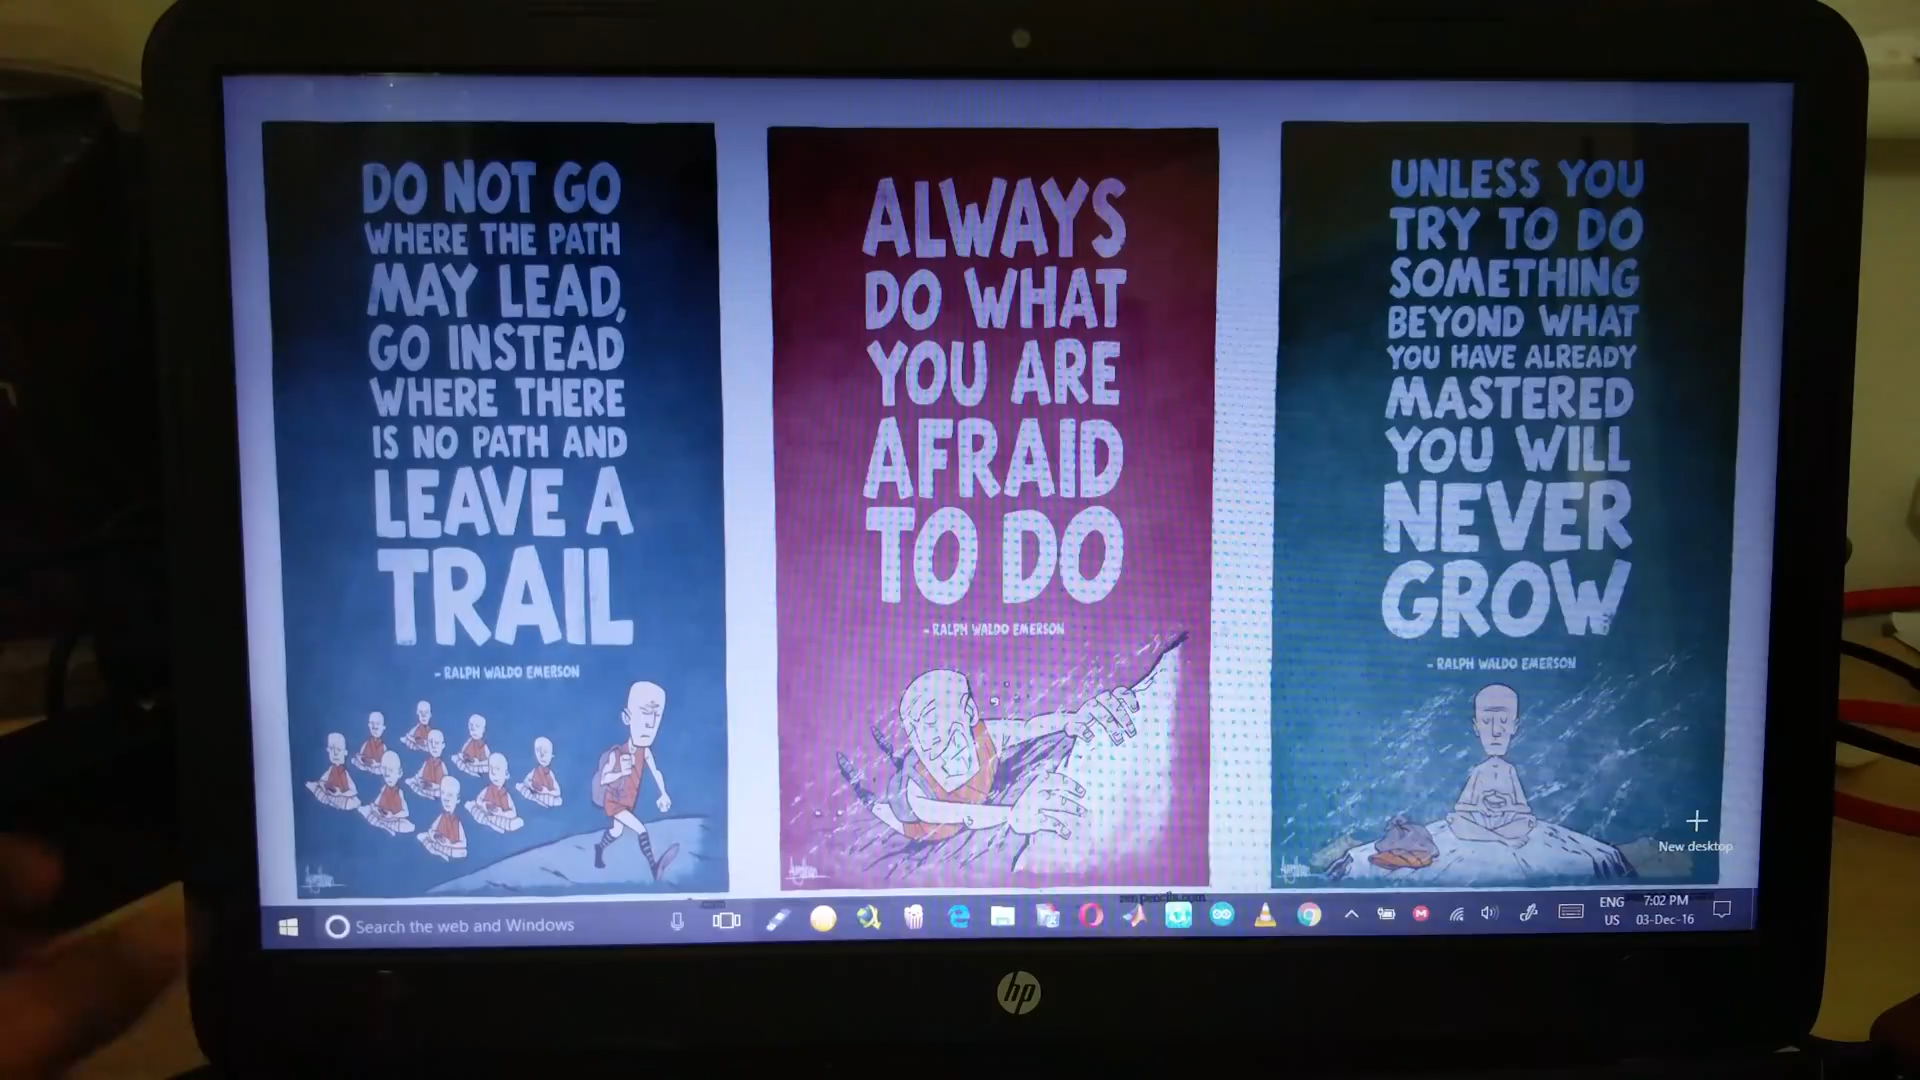 DO NOT GO
WHERE THE PATH
MAY LEAD,
GO INSTEAD
WHERE THERE
IS NO PATH AND
LEAVE A
TRAIL
- RALPH WALDO EMERSON
ALWAYS
DO WHAT
YOU ARE
AFRAID
TO DO
- RALPH WALDO EMERSON
UNLESS YOU
TRY TO DO
SOMETHING
BEYOND WHAT
YOU HAVE ALREADY
MASTERED
YOU WILL
NEVER
GROW
- RALPH WALDO EMERSON
New desktop
zenpencils.com
Search the web and Windows
ENG
US
7:02 PM
03-Dec-16
hp